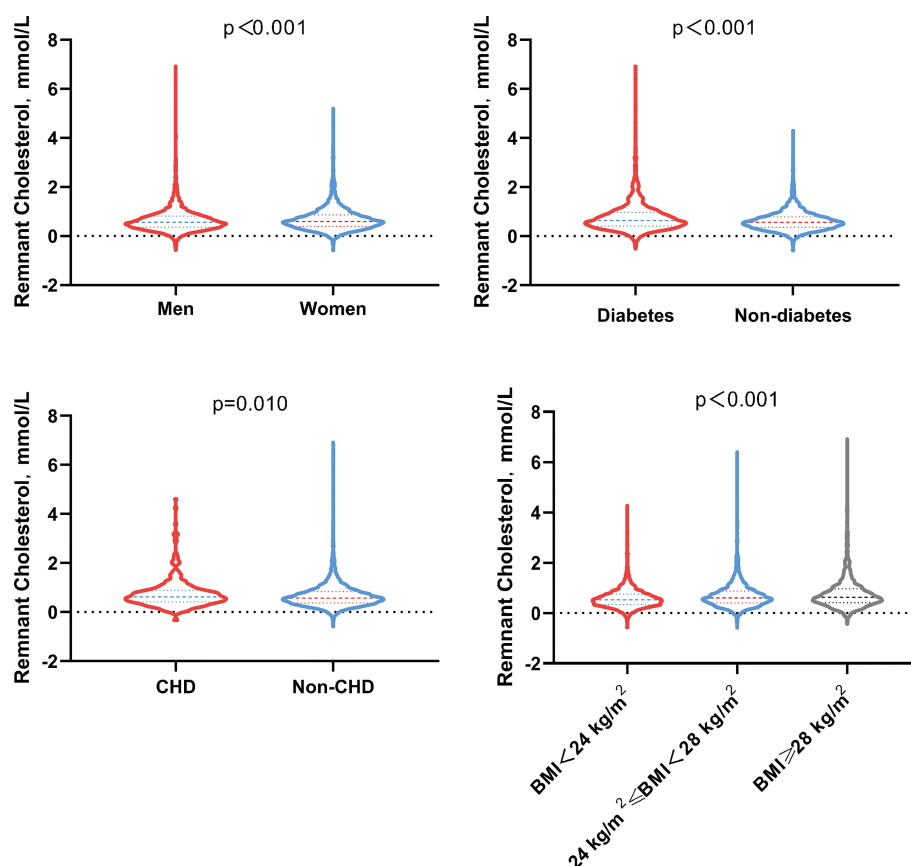 p<0.001
Remnant Cholesterol, mmol/L
8
6
4
2
0
-2
Men
Women
p<0.001
Remnant Cholesterol, mmol/L
8
6
4
2
0
-2
Diabetes
Non-diabetes
p=0.010
Remnant Cholesterol, mmol/L
8
6
4
2
0
-2
CHD
Non-CHD
p<0.001
Remnant Cholesterol, mmol/L
8
6
4
2
0
-2
BMI<24 kg/m²
24 kg/m²≤BMI<28 kg/m²
BMI⩾28 kg/m²